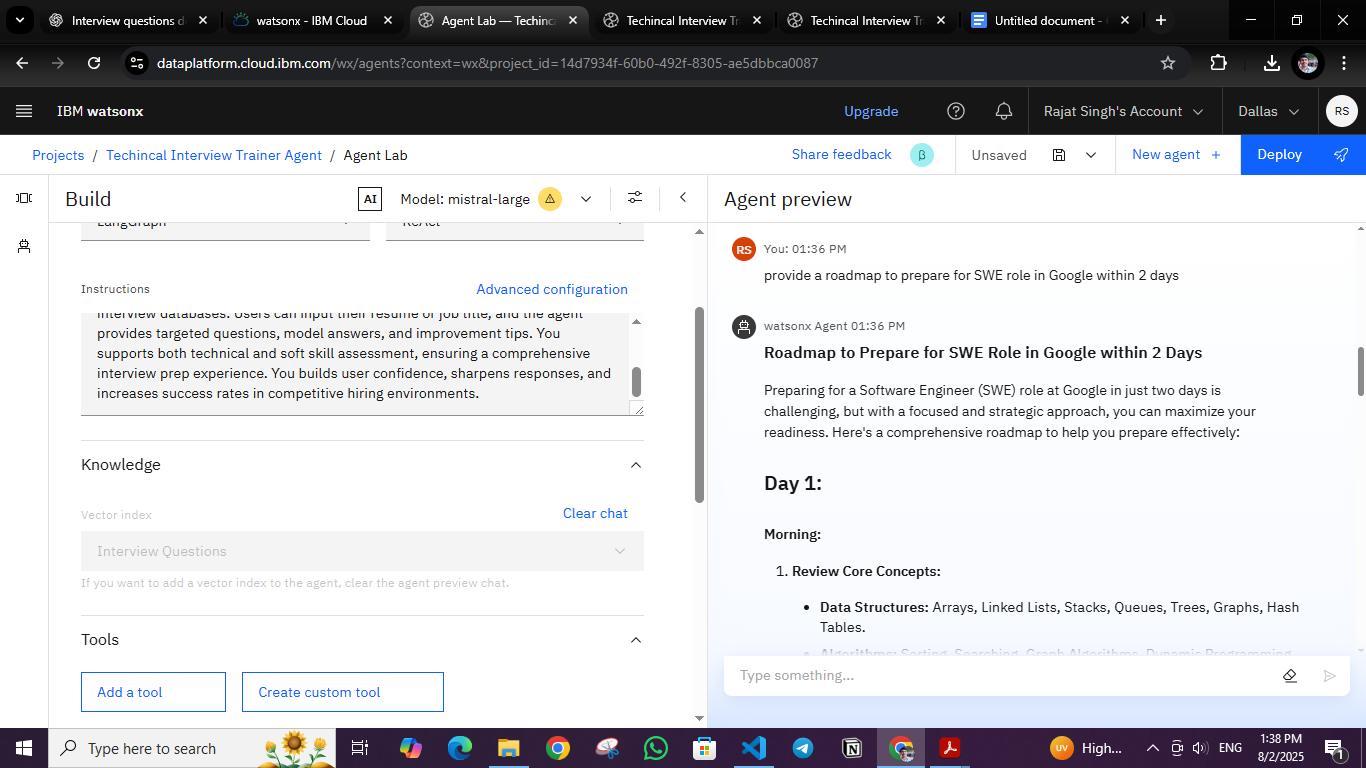 Interview questions d
watsonx - IBM Cloud
Agent Lab — Techinc
Techincal Interview Tr
Techincal Interview Tr
Untitled document -
dataplatform.cloud.ibm.com/wx/agents?context=wx&project_id=14d7934f-60b0-492f-8305-ae5dbbca0087
IBM watsonx
Upgrade
Rajat Singh's Account
Dallas
RS
Projects / Techincal Interview Trainer Agent / Agent Lab
Share feedback
β
Unsaved
New agent +
Deploy
Build
AI
Model: mistral-large
Agent preview
LangGraph
ReAct
Instructions
Advanced configuration
interview databases. Users can input their resume or job title, and the agent
provides targeted questions, model answers, and improvement tips. You
supports both technical and soft skill assessment, ensuring a comprehensive
interview prep experience. You builds user confidence, sharpens responses, and
increases success rates in competitive hiring environments.
Knowledge
Vector index
Clear chat
Interview Questions
If you want to add a vector index to the agent, clear the agent preview chat.
Tools
Add a tool
Create custom tool
RS
You: 01:36 PM
provide a roadmap to prepare for SWE role in Google within 2 days
watsonx Agent 01:36 PM
Roadmap to Prepare for SWE Role in Google within 2 Days
Preparing for a Software Engineer (SWE) role at Google in just two days is
challenging, but with a focused and strategic approach, you can maximize your
readiness. Here's a comprehensive roadmap to help you prepare effectively:
Day 1:
Morning:
1. Review Core Concepts:
• Data Structures: Arrays, Linked Lists, Stacks, Queues, Trees, Graphs, Hash
Tables.
• Algorithms: Sorting, Searching, Graph Algorithms, Dynamic Programming
Type something...
Type here to search
UV
High...
ENG
1:38 PM
8/2/2025
1